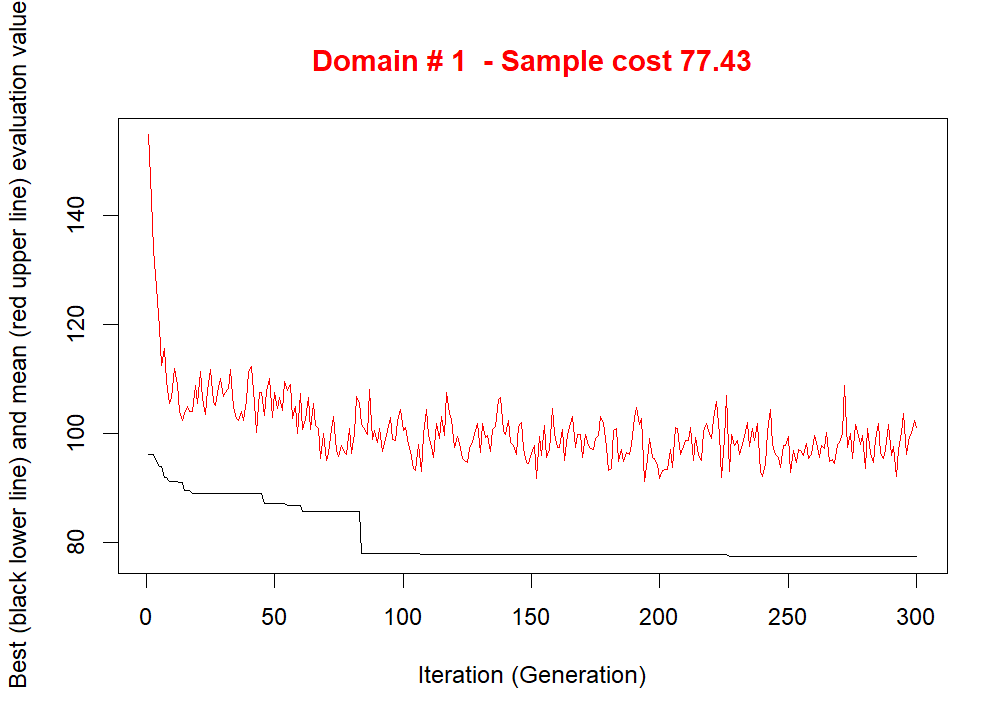 Domain # 1  - Sample cost 77.43
Best (black lower line) and mean (red upper line) evaluation value
140
120
100
80
0 50 100 150 200 250 300
Iteration (Generation)